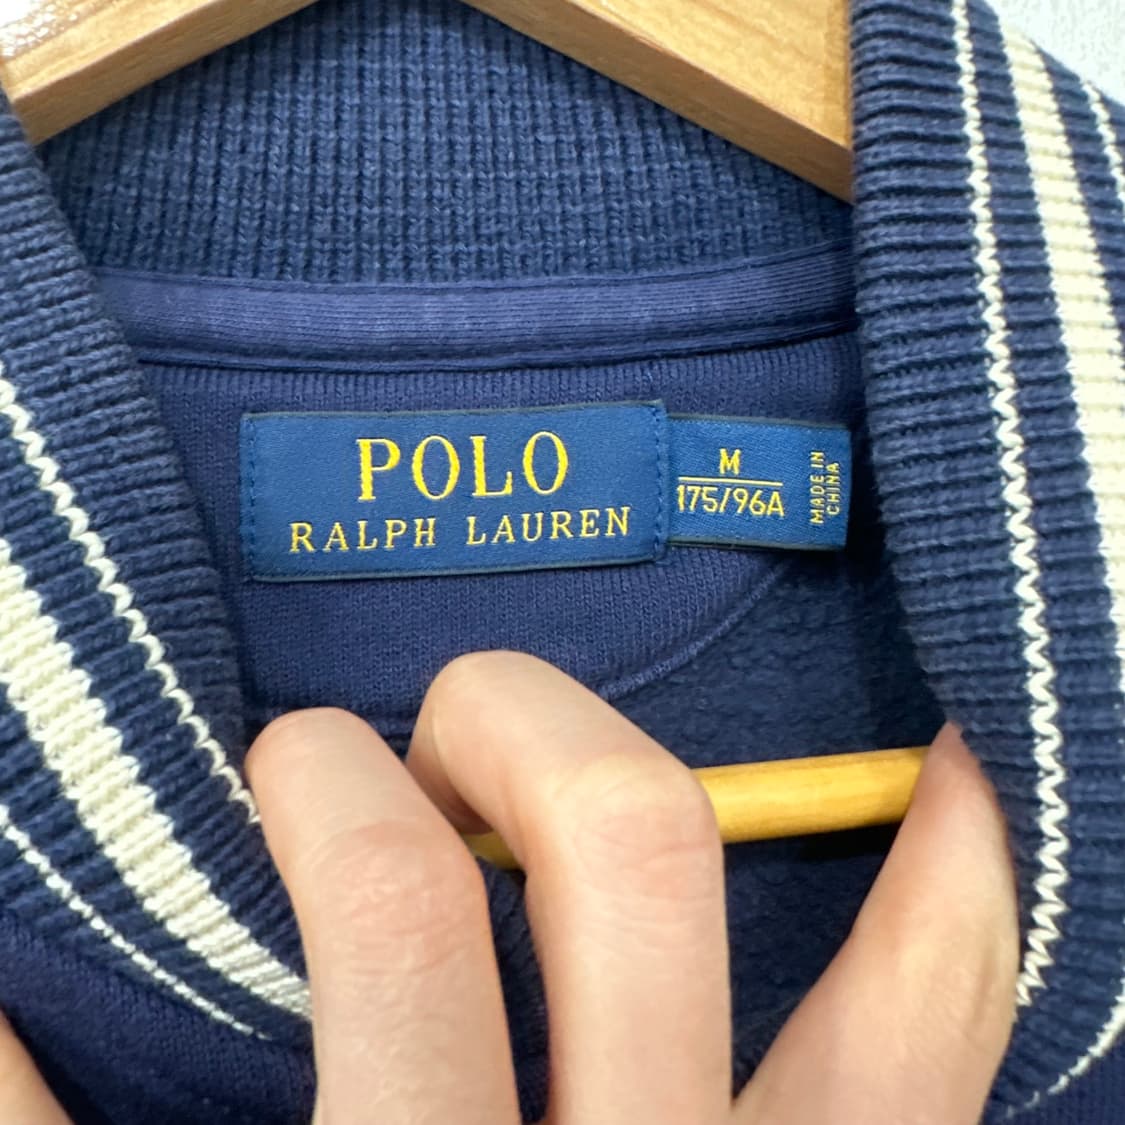 POLO
RALPH LAUREN
M
175/96A
MADE IN
CHINA